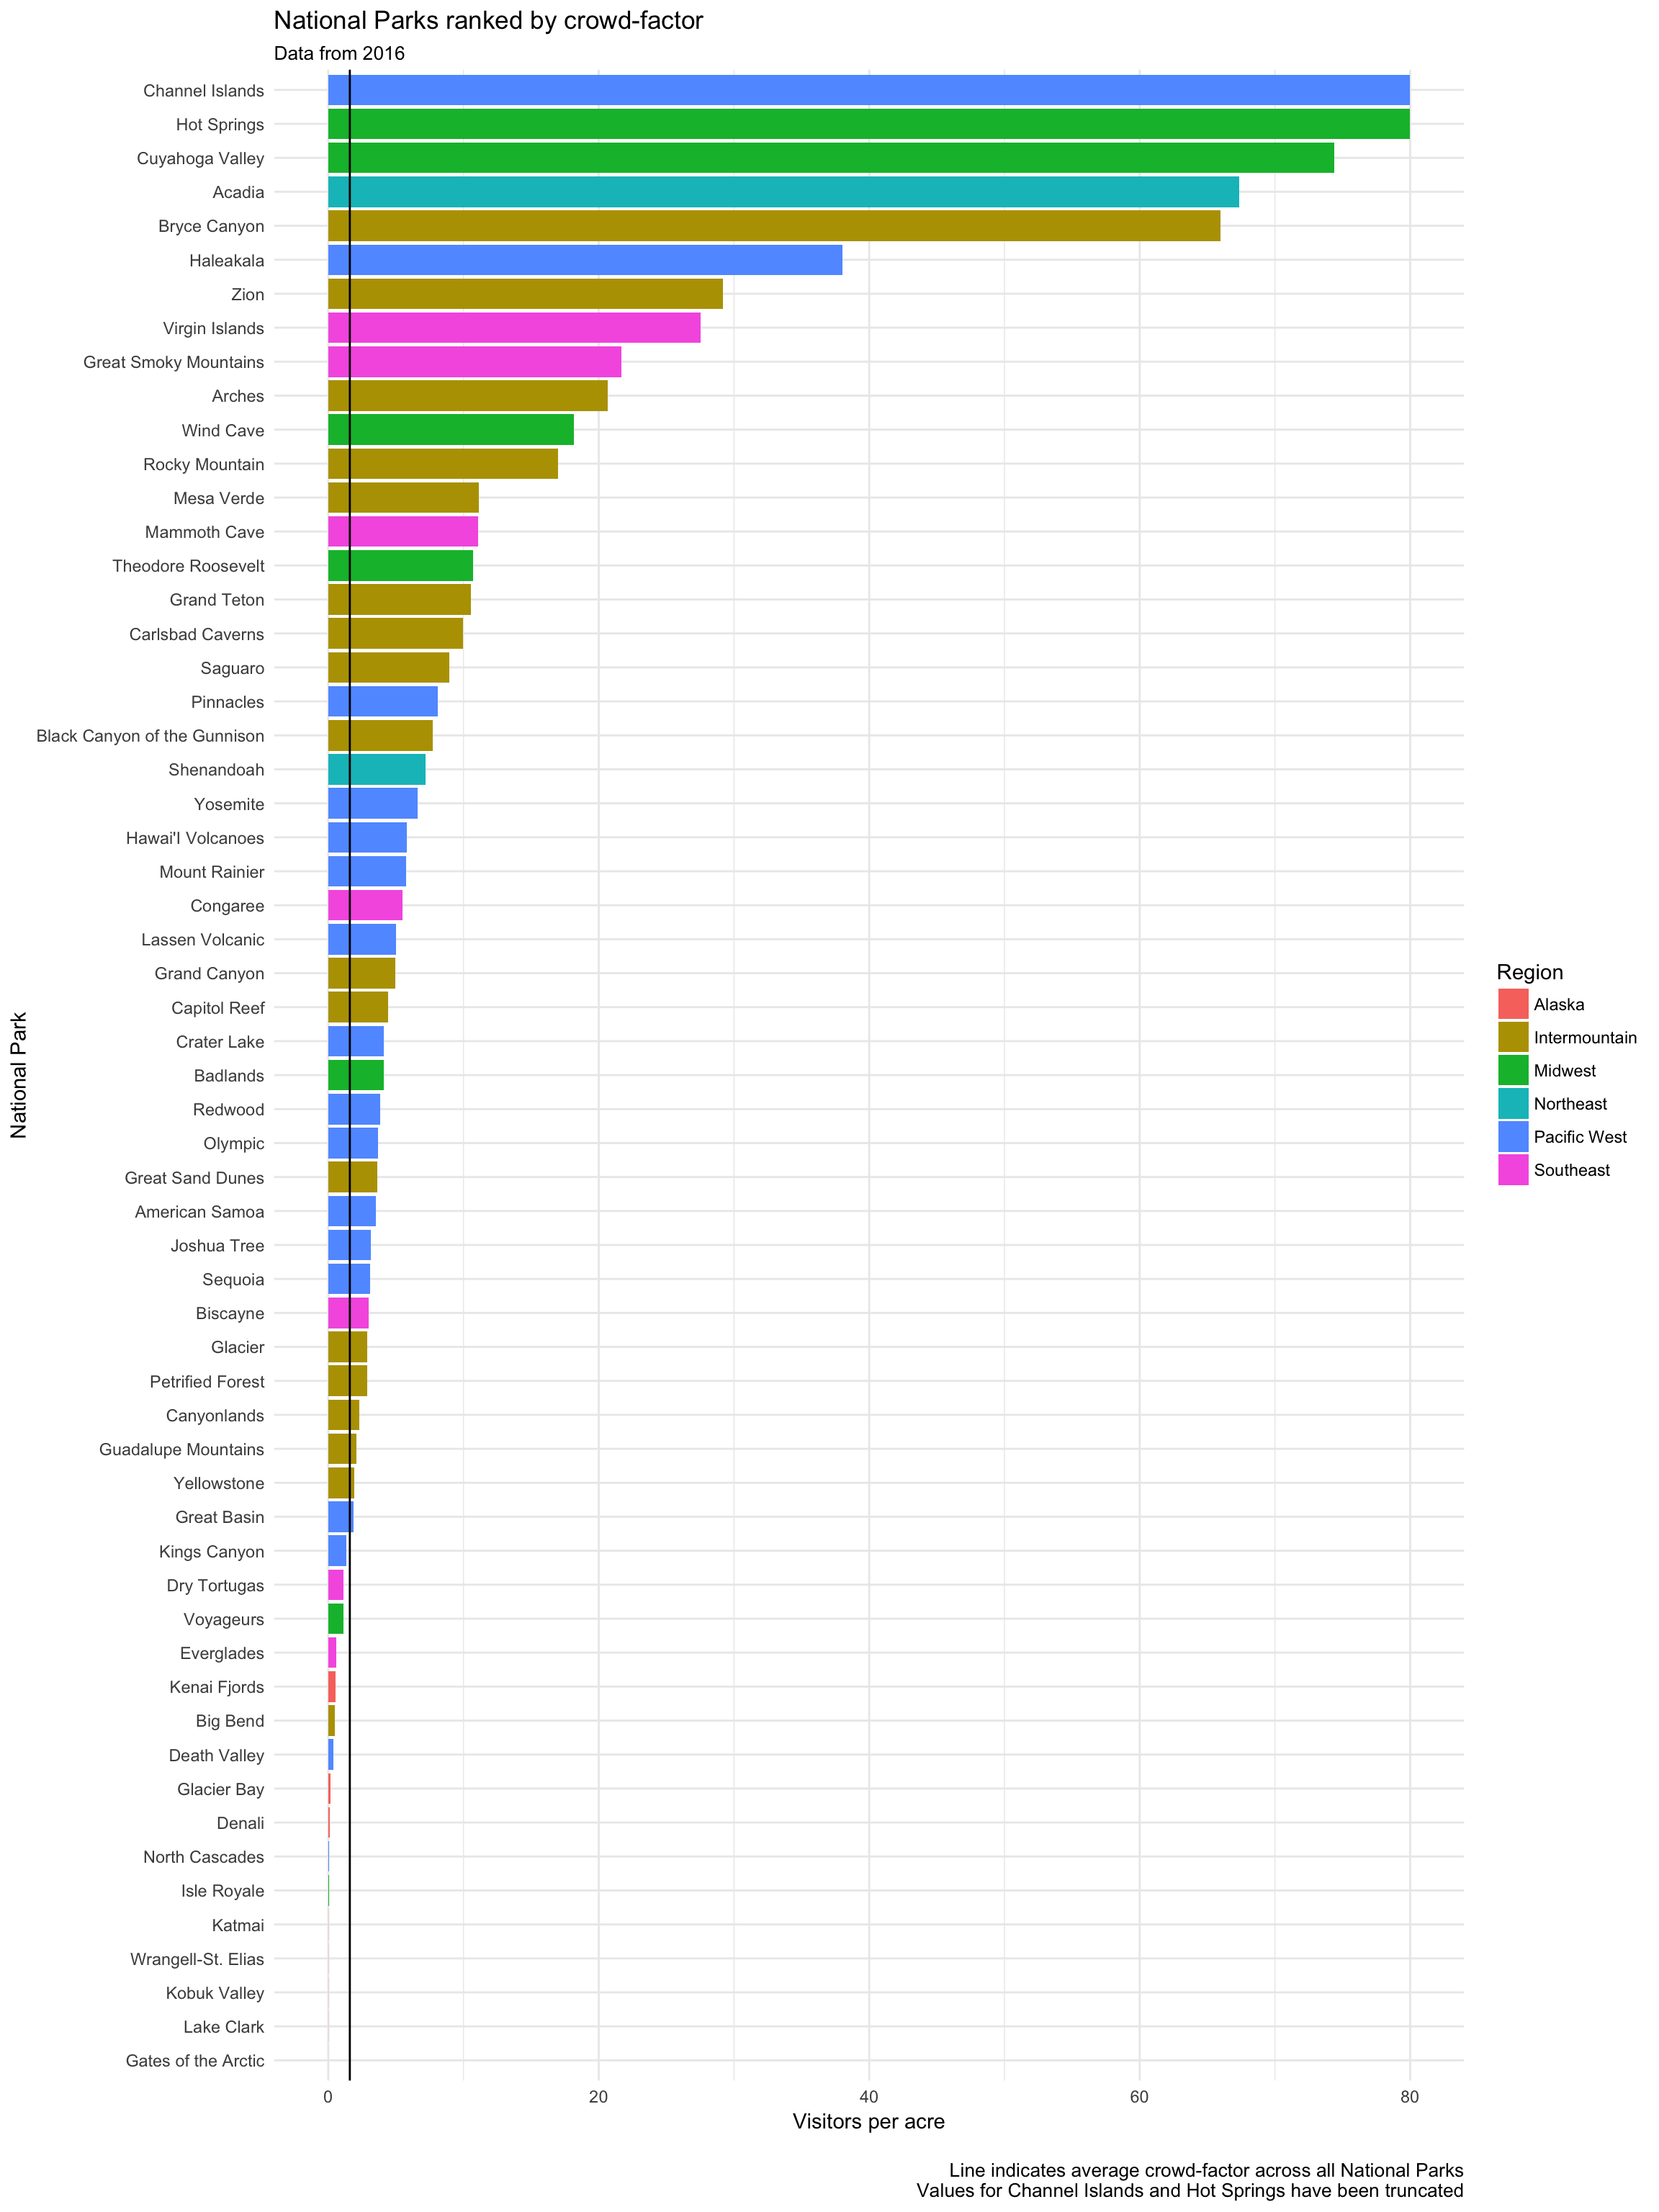 National Parks ranked by crowd-factor
Data from 2016
Channel Islands
Hot Springs
Cuyahoga Valley
Acadia
Bryce Canyon
Haleakala
Zion
Virgin Islands
Great Smoky Mountains
Arches
Wind Cave
Rocky Mountain
Mesa Verde
Mammoth Cave
Theodore Roosevelt
Grand Teton
Carlsbad Caverns
Saguaro
Pinnacles
Black Canyon of the Gunnison
Shenandoah
Yosemite
Hawai'I Volcanoes
Mount Rainier
Congaree
Lassen Volcanic
Grand Canyon
Capitol Reef
Crater Lake
Badlands
Redwood
Olympic
Great Sand Dunes
American Samoa
Joshua Tree
Sequoia
Biscayne
Glacier
Petrified Forest
Canyonlands
Guadalupe Mountains
Yellowstone
Great Basin
Kings Canyon
Dry Tortugas
Voyageurs
Everglades
Kenai Fjords
Big Bend
Death Valley
Glacier Bay
Denali
North Cascades
Isle Royale
Katmai
Wrangell-St. Elias
Kobuk Valley
Lake Clark
Gates of the Arctic
National Park
0 20 40 60 80
Visitors per acre
Region
Alaska
Intermountain
Midwest
Northeast
Pacific West
Southeast
Line indicates average crowd-factor across all National Parks
Values for Channel Islands and Hot Springs have been truncated